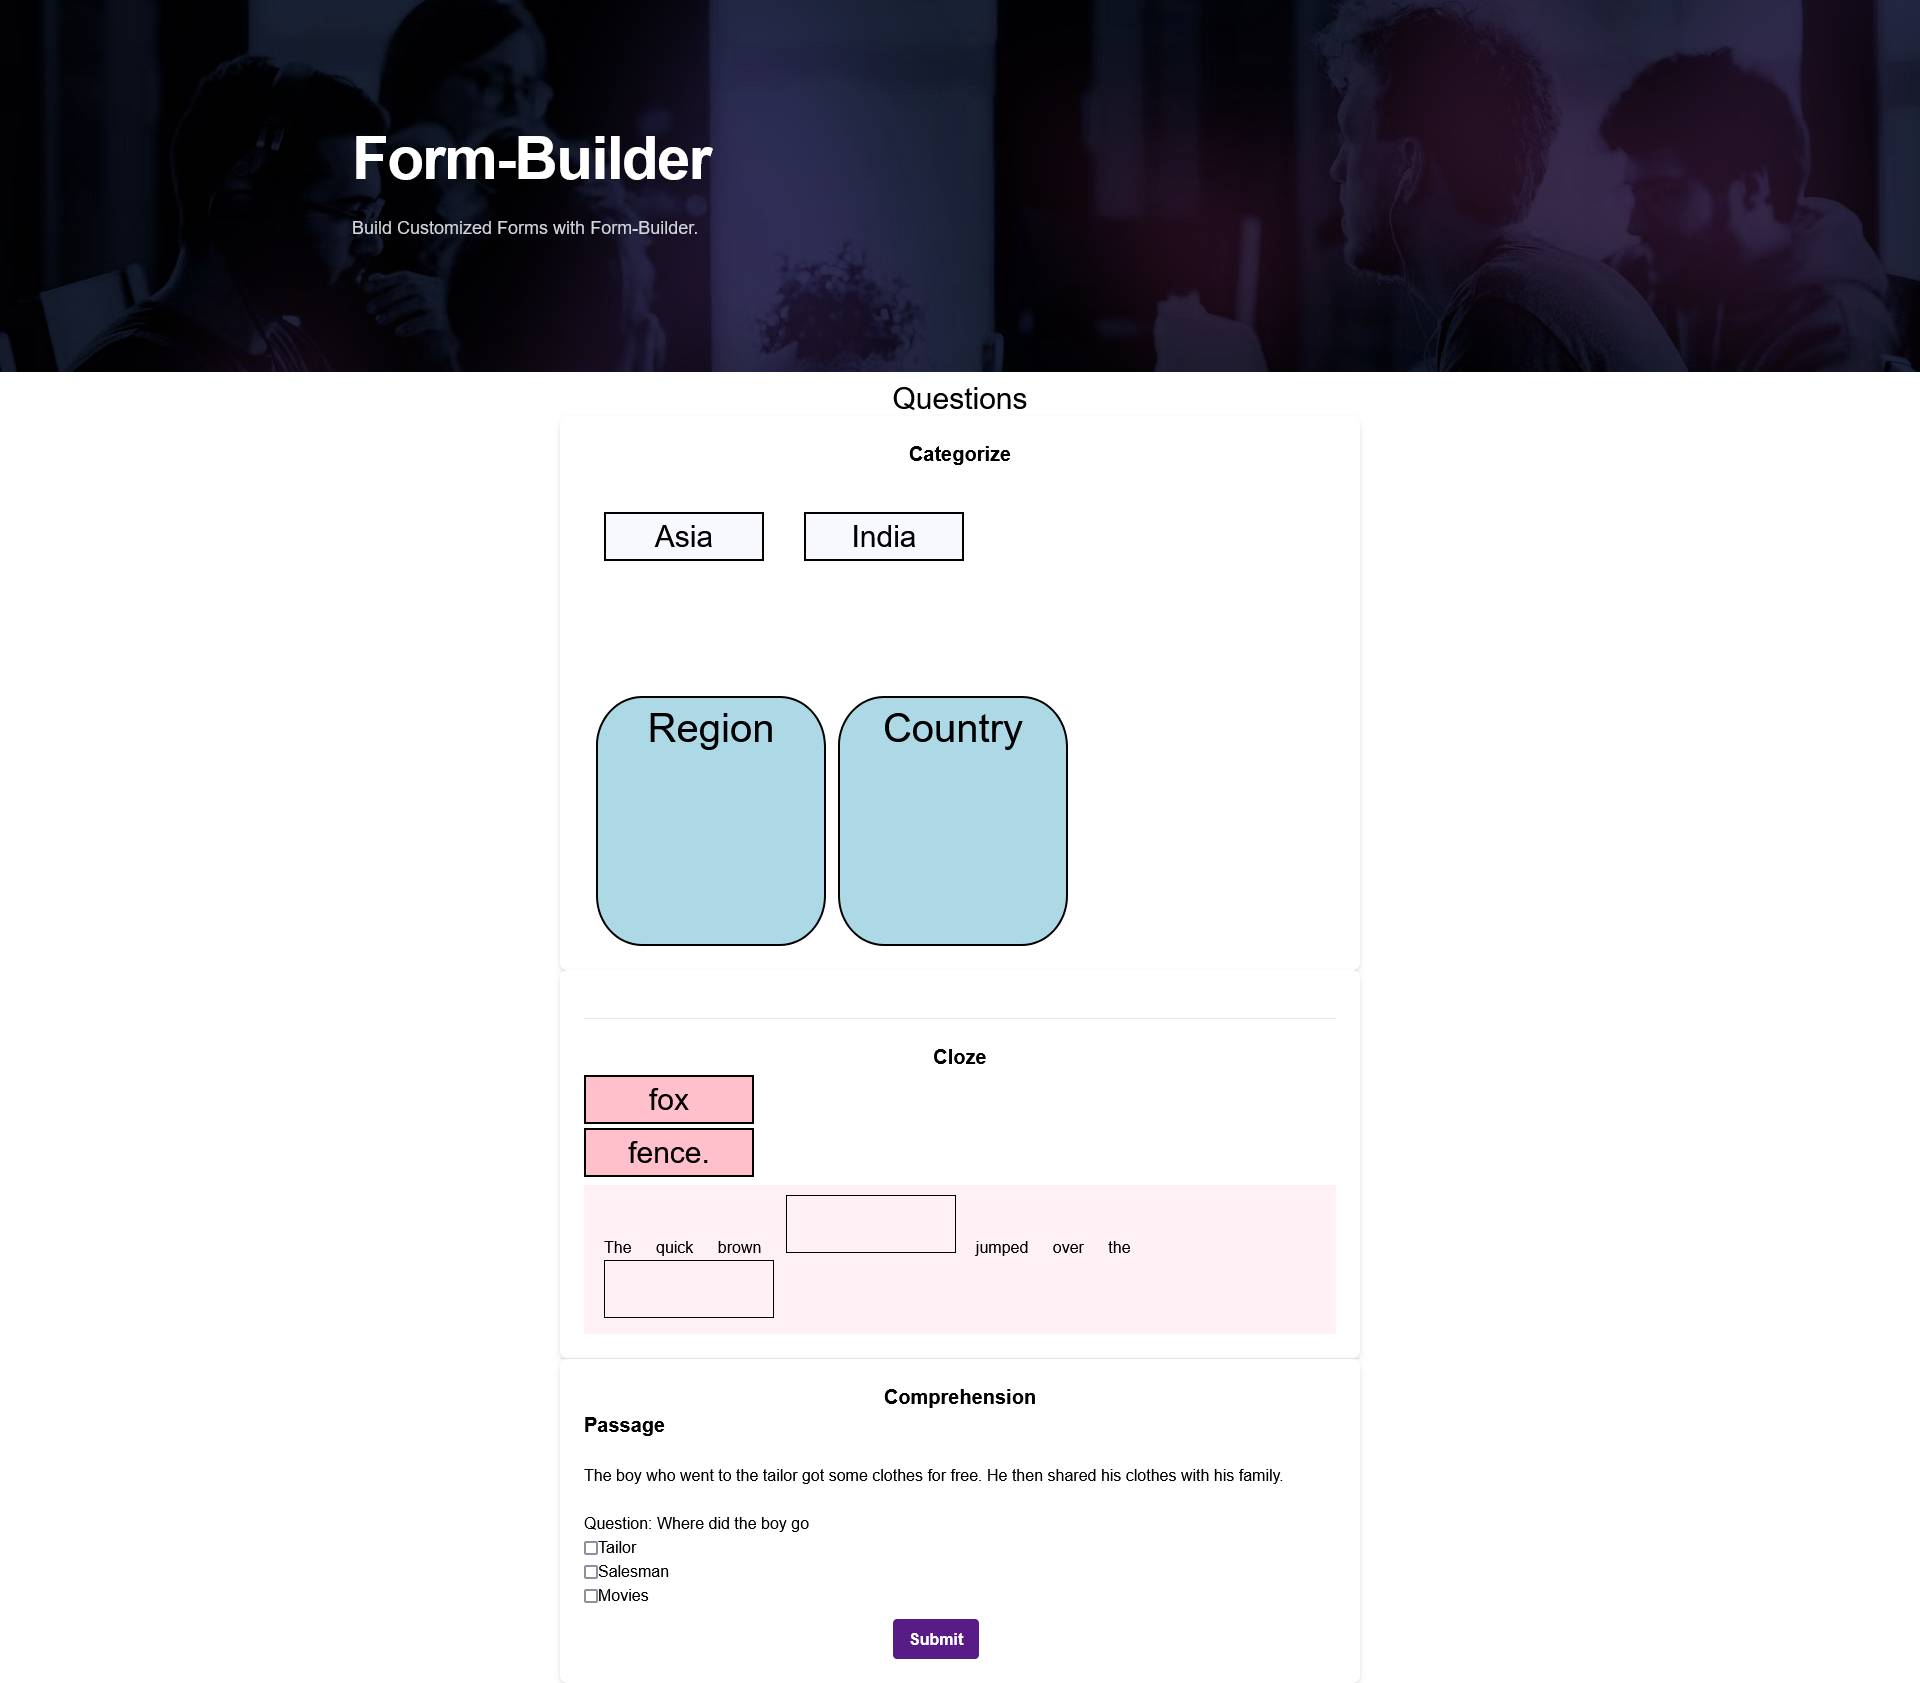 Form-Builder
Build Customized Forms with Form-Builder.
Questions
Categorize
Asia India
Region Country
Cloze
fox
fence.
The quick brown jumped over the
Comprehension
Passage
The boy who went to the tailor got some clothes for free. He then shared his clothes with his family.
Question: Where did the boy go
Tailor
Salesman
Movies
Submit